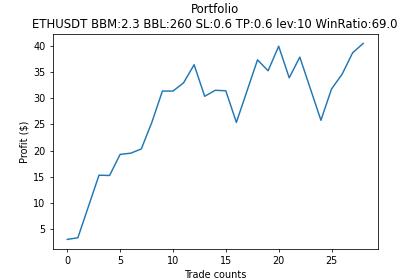 Portfolio
ETHUSDT BBM:2.3 BBL:260 SL:0.6 TP:0.6 lev:10 WinRatio:69.0
40
35
30
25
20
15
10
5
Profit ($)
0 5 10 15 20 25
Trade counts